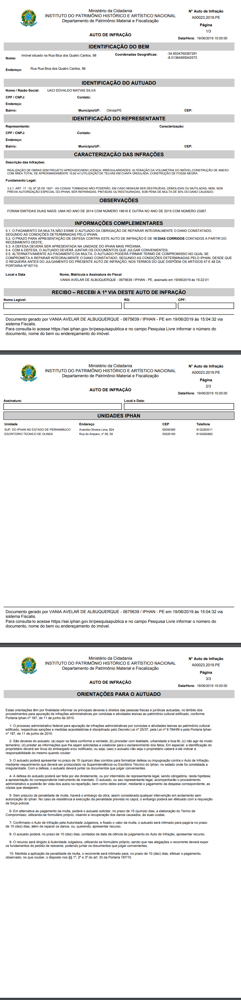 Ministério da Cidadania
INSTITUTO DO PATRIMÔNIO HISTÓRICO E ARTÍSTICO NACIONAL
Departamento de Patrimônio Material e Fiscalização
AUTO DE INFRAÇÃO
N° Auto de Infração
A00023.2019.PE
Página
1/3
Data/Hora: 19/06/2019 15:00:00
IDENTIFICAÇÃO DO BEM
Nome: Imóvel situado na Rua Bica dos Quatro Cantos, 98
Coordenadas Geográficas: -34.8534760387291
-8.01384565042573
Endereço: Rua Rua Bica dos Quatro Cantos, 98
IDENTIFICAÇÃO DO AUTUADO
Nome / Razão Social: UACI EDVALDO MATIAS SILVA
CPF / CNPJ: Contato:
Endereço:
Bairro: Município/UF: Olinda/PE CEP:
IDENTIFICAÇÃO DO REPRESENTANTE
Representante: Caracterização:
CPF / CNPJ: Contato:
Endereço:
Bairro: Município/UF: CEP:
CARACTERIZAÇÃO DAS INFRAÇÕES
Descrição das Infrações:
REALIZAÇÃO DE OBRAS SEM PROJETO APROVADO/SEM LICENÇA. IRREGULARIDADES: ALTERAÇÃO DA VOLUMETRIA DO IMÓVEL;CONSTRUÇÃO DE ANEXO
COM ÁREA TOTAL DE APROXIMADAMENTE 10,92 m²;UTILIZAÇÃO DE TELHAS EM CHAPA ONDULADA; CONSTRUÇÃO DE FOSSA NEGRA.
Fundamento Legal:
3.2.1. ART. 17 - DL Nº 25 DE 1937 - AS COISAS TOMBADAS NÃO PODERÃO, EM CASO NENHUM SER DESTRUÍDAS, DEMOLIDAS OU MUTILADAS, NEM, SEM
PRÉVIA AUTORIZAÇÃO ESPECIAL DO IPHAN, SER REPARADAS, PINTADAS OU RESTAURADAS, SOB PENA DE MULTA DE 50% DO DANO CAUSADO.
OBSERVAÇÕES
FORAM EMITIDAS DUAS NADS: UMA NO ANO DE 2014 COM NÚMERO 19616 E OUTRA NO ANO DE 2015 COM NÚMERO 23267.
INFORMAÇÕES COMPLEMENTARES
5.1. O PAGAMENTO DA MULTA NÃO EXIME O AUTUADO DA OBRIGAÇÃO DE REPARAR INTEGRALMENTE O DANO CONSTATADO,
SEGUNDO AS CONDIÇÕES DETERMINADAS PELO IPHAN;
5.2. O PRAZO PARA APRESENTAÇÃO DE DEFESA CONTRA ESTE AUTO DE INFRAÇÃO É DE 15 DIAS CORRIDOS CONTADOS A PARTIR DO
RECEBIMENTO DESTE;
5.3. A DEFESA DEVERÁ SER APRESENTADA NA UNIDADE DO IPHAN MAIS PRÓXIMA.
5.4. COM A DEFESA, O AUTUADO DEVERÁ JUNTAR OS DOCUMENTOS QUE JULGAR CONVENIENTES;
5.5. ALTERNATIVAMENTE AO PAGAMENTO DA MULTA, O AUTUADO PODERÁ FIRMAR TERMO DE COMPROMISSO NO QUAL SE
COMPROMETA A REPARAR INTEGRALMENTE O DANO CONSTATADO, SEGUNDO AS CONDIÇÕES DETERMINADAS PELO IPHAN, DESDE QUE
O REQUEIRA ANTES DO JULGAMENTO DO PRESENTE AUTO DE INFRAÇÃO, NOS TERMOS DO QUE DISPÕEM OS ARTIGOS 47 E 48 DA
PORTARIA Nº187/10;
Local e Data Nome, Matrícula e Assinatura do Fiscal
VANIA AVELAR DE ALBUQUERQUE - 0675639 / IPHAN - PE, assinado em 19/06/2019 às 15:22:01
RECIBO – RECEBI A 1ª VIA DESTE AUTO DE INFRAÇÃO
Nome Legível: RG: CPF:
Documento gerado por VANIA AVELAR DE ALBUQUERQUE - 0675639 / IPHAN - PE em 19/06/2019 às 15:04:32 via
sistema Fiscalis.
Para consulta-lo acesse https://sei.iphan.gov.br/pesquisapublica e no campo Pesquisa Livre informar o número do
documento, nome do bem ou endereçamento do imóvel.
Ministério da Cidadania
INSTITUTO DO PATRIMÔNIO HISTÓRICO E ARTÍSTICO NACIONAL
Departamento de Patrimônio Material e Fiscalização
AUTO DE INFRAÇÃO
N° Auto de Infração
A00023.2019.PE
Página
2/3
Data/Hora: 19/06/2019 15:00:00
Assinatura: Local e Data:
UNIDADES IPHAN
Unidade Endereço CEP Telefone
SUP. DO IPHAN NO ESTADO DE PERNAMBUCO Avenida Oliveira Lima, 824 50050390 8132283011
ESCRITORIO TECNICO DE OLINDA Rua do Amparo, nº 59, 59 53020190 8134292892
Documento gerado por VANIA AVELAR DE ALBUQUERQUE - 0675639 / IPHAN - PE em 19/06/2019 às 15:04:32 via
sistema Fiscalis.
Para consulta-lo acesse https://sei.iphan.gov.br/pesquisapublica e no campo Pesquisa Livre informar o número do
documento, nome do bem ou endereçamento do imóvel.
Ministério da Cidadania
INSTITUTO DO PATRIMÔNIO HISTÓRICO E ARTÍSTICO NACIONAL
Departamento de Patrimônio Material e Fiscalização
AUTO DE INFRAÇÃO
N° Auto de Infração
A00023.2019.PE
Página
3/3
Data/Hora: 19/06/2019 15:00:00
ORIENTAÇÕES PARA O AUTUADO
Estas orientações têm por finalidade informar os principais deveres e direitos das pessoas físicas e jurídicas autuadas, no âmbito dos
procedimentos para apuração de infrações administrativas por condutas e atividades lesivas ao patrimônio cultural edificado, conforme
Portaria Iphan nº 187, de 11 de junho de 2010.
1- O processo administrativo federal para apuração de infrações administrativas por condutas e atividades lesivas ao patrimônio cultural
edificado, respectivas sanções e medidas acautelatórias é disciplinado pelo Decreto Lei nº 25/37, pela Lei nº 9.784/99 e pela Portaria Iphan
nº 187, de 11 de junho de 2010.
2- São deveres do autuado: (a) expor os fatos conforme a verdade; (b) proceder com lealdade, urbanidade e boa-fé; (c) não agir de modo
temerário; (d) prestar as informações que lhe sejam solicitadas e colaborar para o esclarecimento dos fatos; Em especial: a identificação do
proprietário deverá ser ônus do embargado e/ou notificado, ou seja, caso o autuado não seja o proprietário caberá a ele indicar a
responsabilidade do mesmo quando couber.
3- O autuado poderá apresentar no prazo de 15 (quinze) dias corridos para formalizar defesa ou impugnação contra o Auto de Infração,
mediante requerimento que deverá ser protocolado na Superintendência ou Escritório Técnico do Iphan, no estado onde foi constatada a
irregularidade. Com a defesa, o autuado deverá juntar os documentos que julgar convenientes.
4- A defesa do autuado poderá ser feita por ele diretamente, ou por intermédio de representante legal, sendo obrigatória, nesta hipótese,
a apresentação do correspondente instrumento de mandato. O autuado, ou seu representante legal, acompanharão o procedimento
administrativo e poderão ter vista dos autos na repartição, bem como deles extrair, mediante o pagamento da despesa correspondente, as
cópias que desejarem.
5- Sem prejuízo da penalidade de multa, haverá o embargo da obra, assim considerada qualquer intervenção em andamento sem
autorização do Iphan. No caso de resistência à execução da penalidade prevista no caput, o embargo poderá ser efetuado com a requisição
de força policial.
6- Em alternativa ao pagamento da multa, poderá o autuado solicitar, no prazo de 15 (quinze) dias, a elaboração do Termo de
Compromisso, utilizando-se formulário próprio, visando a recuperação dos danos causados, às suas custas.
7- Confirmado o Auto de Infração pela Autoridade Julgadora, e fixado o valor da multa, o autuado será intimado para pagá-la no prazo
de 10 (dez) dias, além de reparar os danos, ou, querendo, apresentar recurso.
8- O autuado poderá, no prazo de 10 (dez) dias, contados da data da ciência do julgamento do Auto de Infração, apresentar recurso.
9- O recurso será dirigido à Autoridade Julgadora, utilizando se formulário próprio, sendo que nas alegações o recorrente deverá expor
os fundamentos do pedido de reexame, podendo juntar os documentos que julgar convenientes.
10- Mantida a aplicação da penalidade de multa, o recorrente será intimado para, no prazo de 10 (dez) dias, efetuar o pagamento,
observado, no que couber, o disposto nos §§ 1º, 2º e 3º do art. 33 da Portaria 187/10.